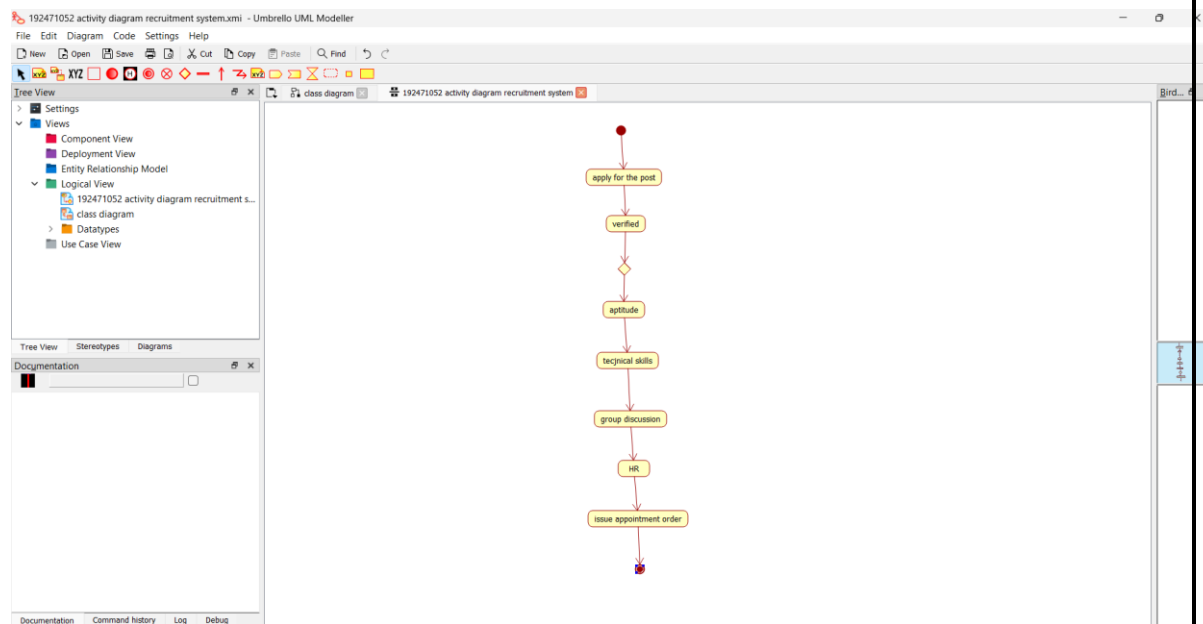 192471052 activity diagram recruitment system.xmi - Umbrello UML Modeller
File Edit Diagram Code Settings Help
New Open Save Cut Copy Paste Find
XYZ XYZ H XYZ
Tree View
class diagram
192471052 activity diagram recruitment system
Bird...
Settings
Views
Component View
Deployment View
Entity Relationship Model
Logical View
192471052 activity diagram recruitment s...
class diagram
Datatypes
Use Case View
Tree View Stereotypes Diagrams
Documentation
apply for the post
verified
aptitude
tecjnical skills
group discussion
HR
issue appointment order
Documentation Command history Log Debug